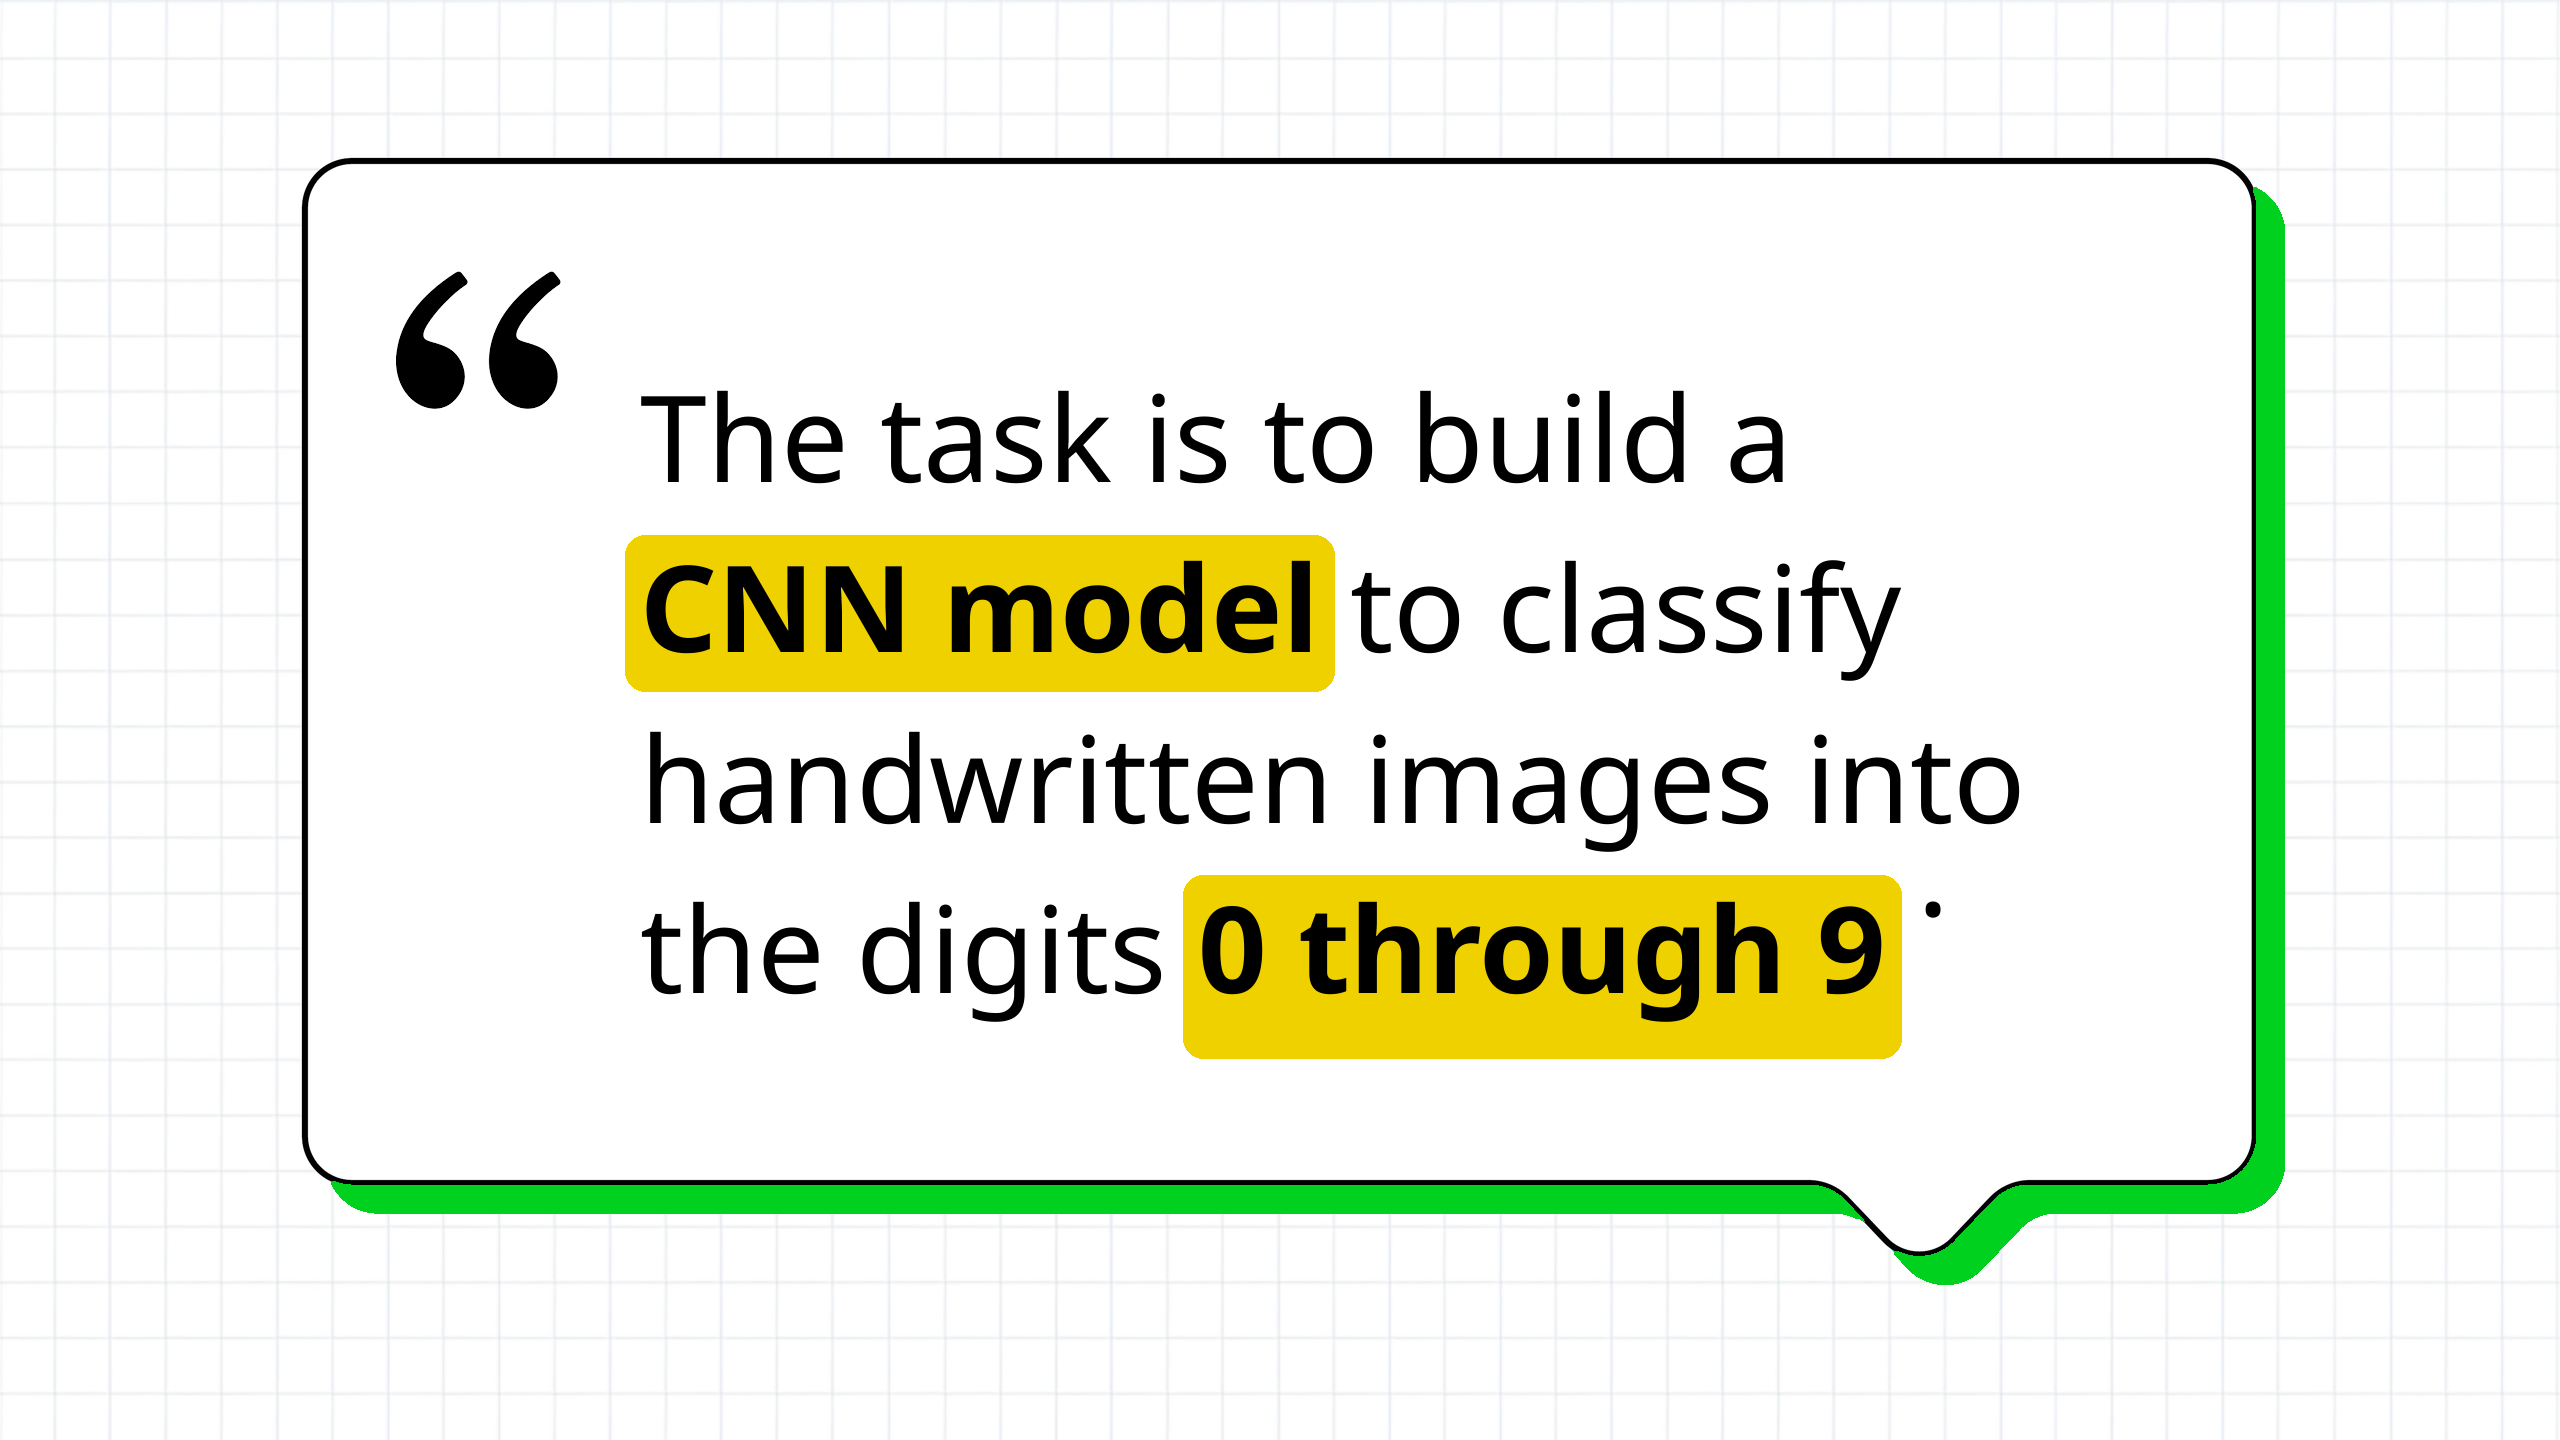 “
The task is to build a
CNN model to classify
handwritten images into
the digits 0 through 9 .